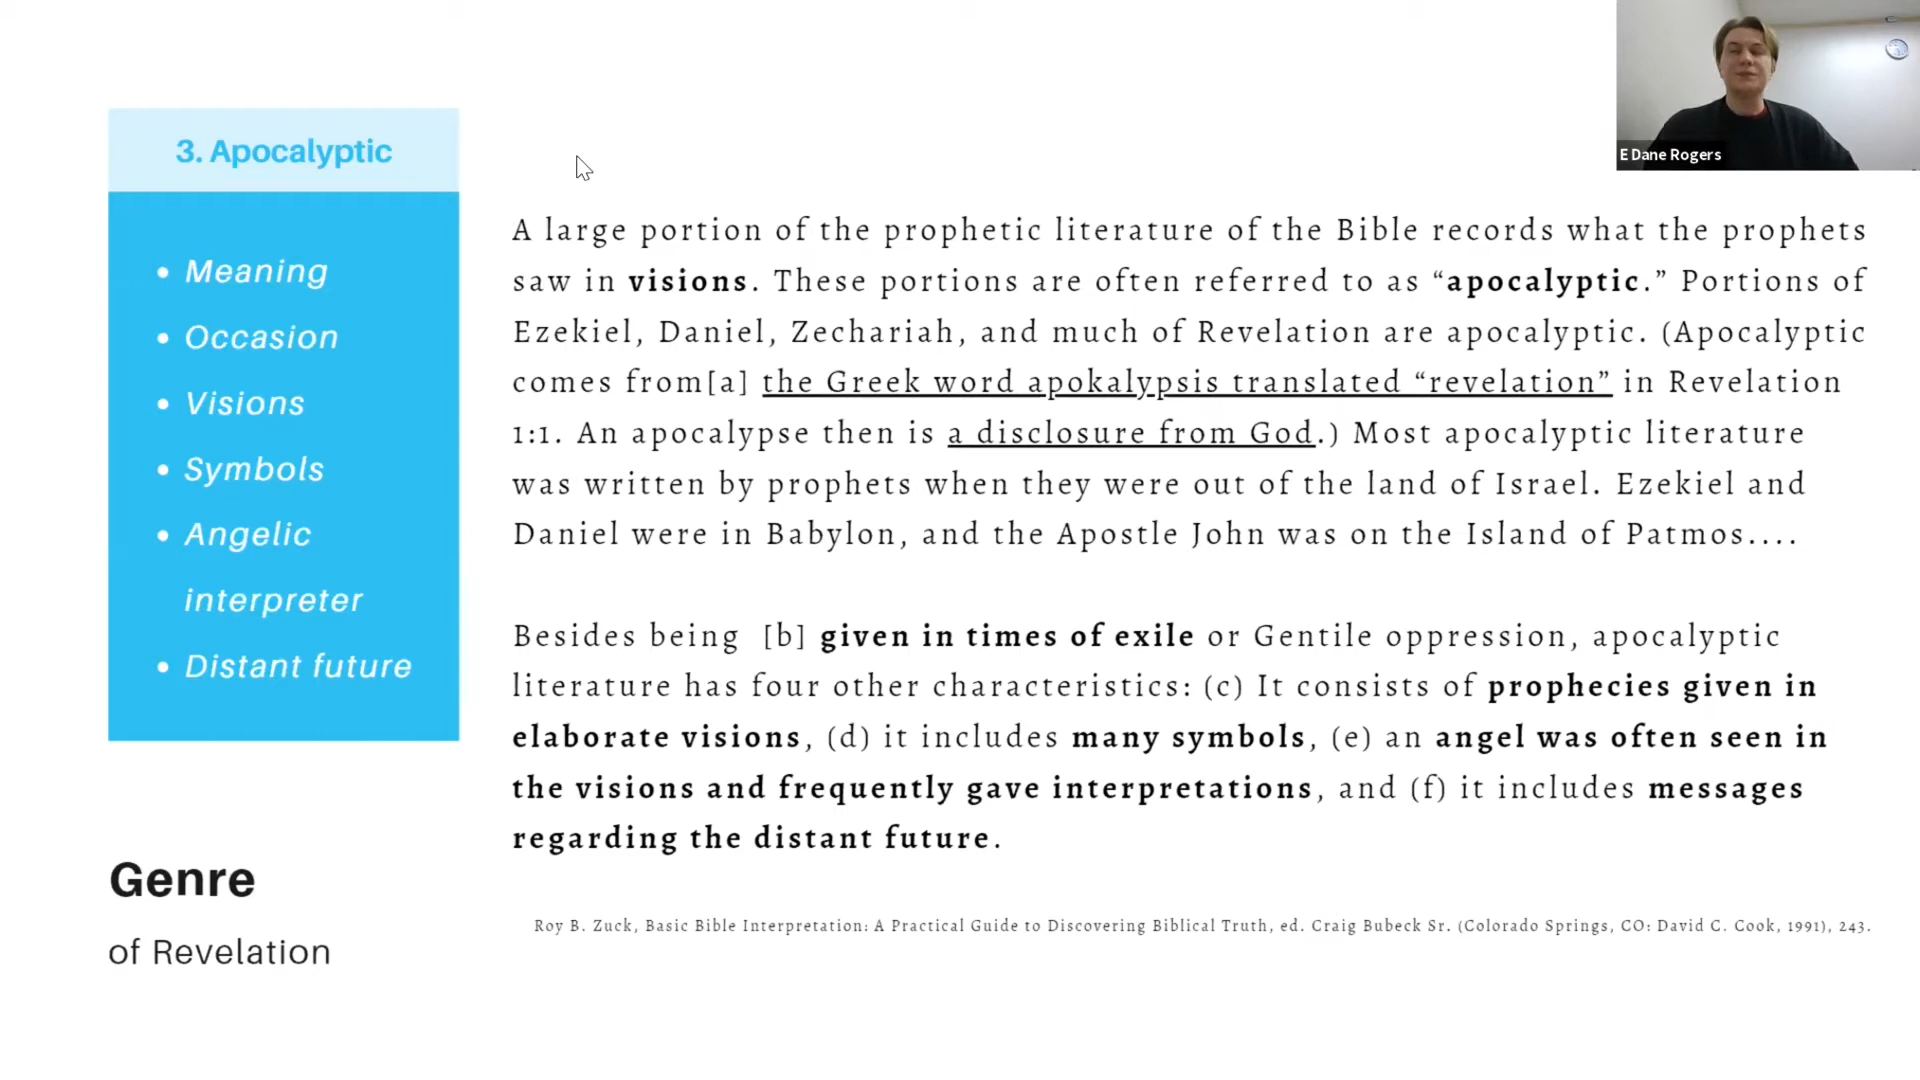 E Dane Rogers
3. Apocalyptic
• Meaning
• Occasion
• Visions
• Symbols
• Angelic
interpreter
• Distant future
Genre
of Revelation
A large portion of the prophetic literature of the Bible records what the prophets
saw in visions. These portions are often referred to as “apocalyptic.” Portions of
Ezekiel, Daniel, Zechariah, and much of Revelation are apocalyptic. (Apocalyptic
comes from[a] the Greek word apokalypsis translated “revelation” in Revelation
1:1. An apocalypse then is a disclosure from God.) Most apocalyptic literature
was written by prophets when they were out of the land of Israel. Ezekiel and
Daniel were in Babylon, and the Apostle John was on the Island of Patmos....
Besides being [b] given in times of exile or Gentile oppression, apocalyptic
literature has four other characteristics: (c) It consists of prophecies given in
elaborate visions, (d) it includes many symbols, (e) an angel was often seen in
the visions and frequently gave interpretations, and (f) it includes messages
regarding the distant future.
Roy B. Zuck, Basic Bible Interpretation: A Practical Guide to Discovering Biblical Truth, ed. Craig Bubeck Sr. (Colorado Springs, CO: David C. Cook, 1991), 243.